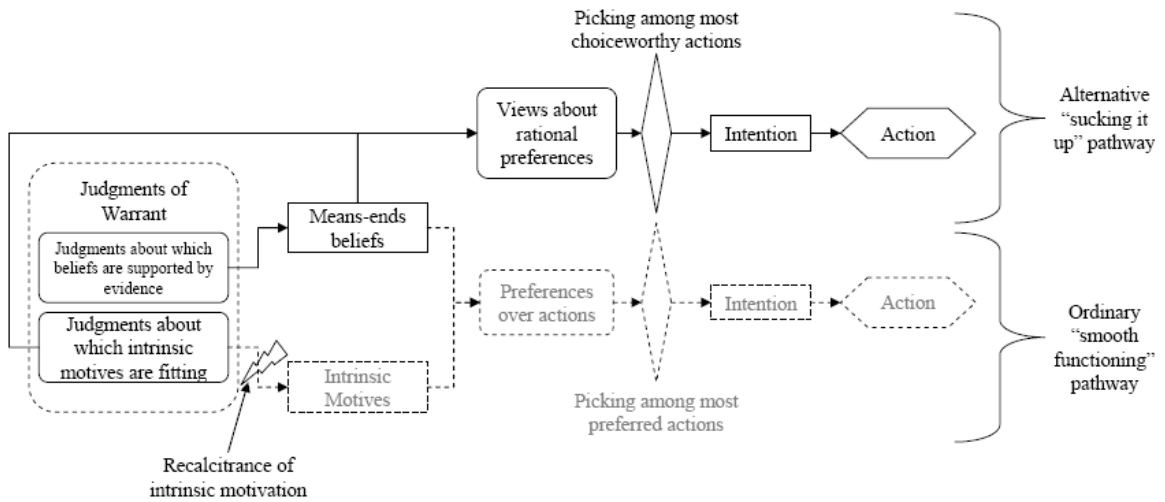 Picking among most
choiceworthy actions
Views about
rational
preferences
Intention
Action
Alternative
“sucking it
up” pathway
Judgments of
Warrant
Judgments about which
beliefs are supported by
evidence
Judgments about
which intrinsic
motives are fitting
Means-ends
beliefs
Intrinsic
Motives
Preferences
over actions
Intention
Action
Picking among most
preferred actions
Ordinary
“smooth
functioning”
pathway
Recalcitrance of
intrinsic motivation